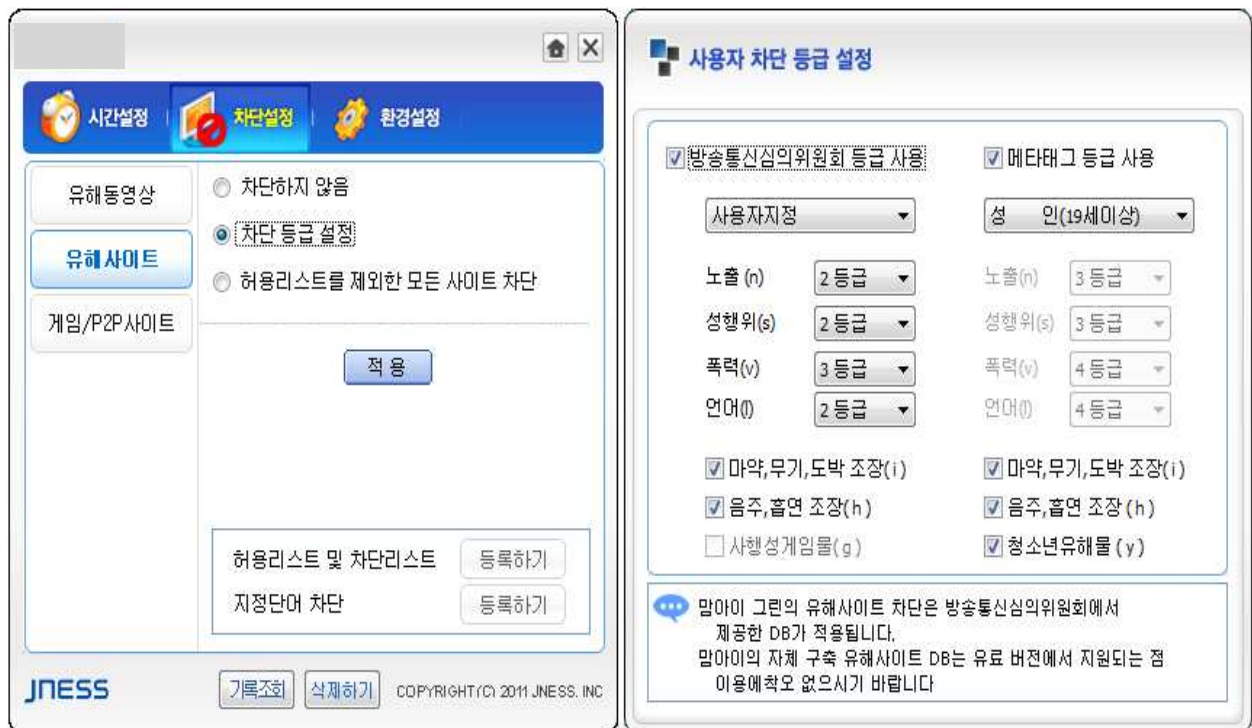 시간설정
차단설정
환경설정
유해동영상
유해사이트
게임/P2P사이트
차단하지 않음
차단 등급 설정
허용리스트를 제외한 모든 사이트 차단
적용
허용리스트 및 차단리스트 등록하기
지정단어 차단 등록하기
JNESS 기록조회 삭제하기 COPYRIGHT(C) 2011 JNESS. INC
사용자 차단 등급 설정
방송통신심의위원회 등급 사용 메타태그 등급 사용
사용자지정 성 인(19세이상)
노출(n) 2등급 노출(n) 3등급
성행위(s) 2등급 성행위(s) 3등급
폭력(v) 3등급 폭력(v) 4등급
언어(l) 2등급 언어(l) 4등급
마약,무기,도박 조장(i) 마약,무기,도박 조장(i)
음주,흡연 조장(h) 음주,흡연 조장(h)
사행성게임물(g) 청소년유해물(y)
맘아이 그린의 유해사이트 차단은 방송통신심의위원회에서
제공한 DB가 적용됩니다.
맘아이의 자체 구축 유해사이트 DB는 유료 버전에서 지원되는 점
이용에착오 없으시기 바랍니다